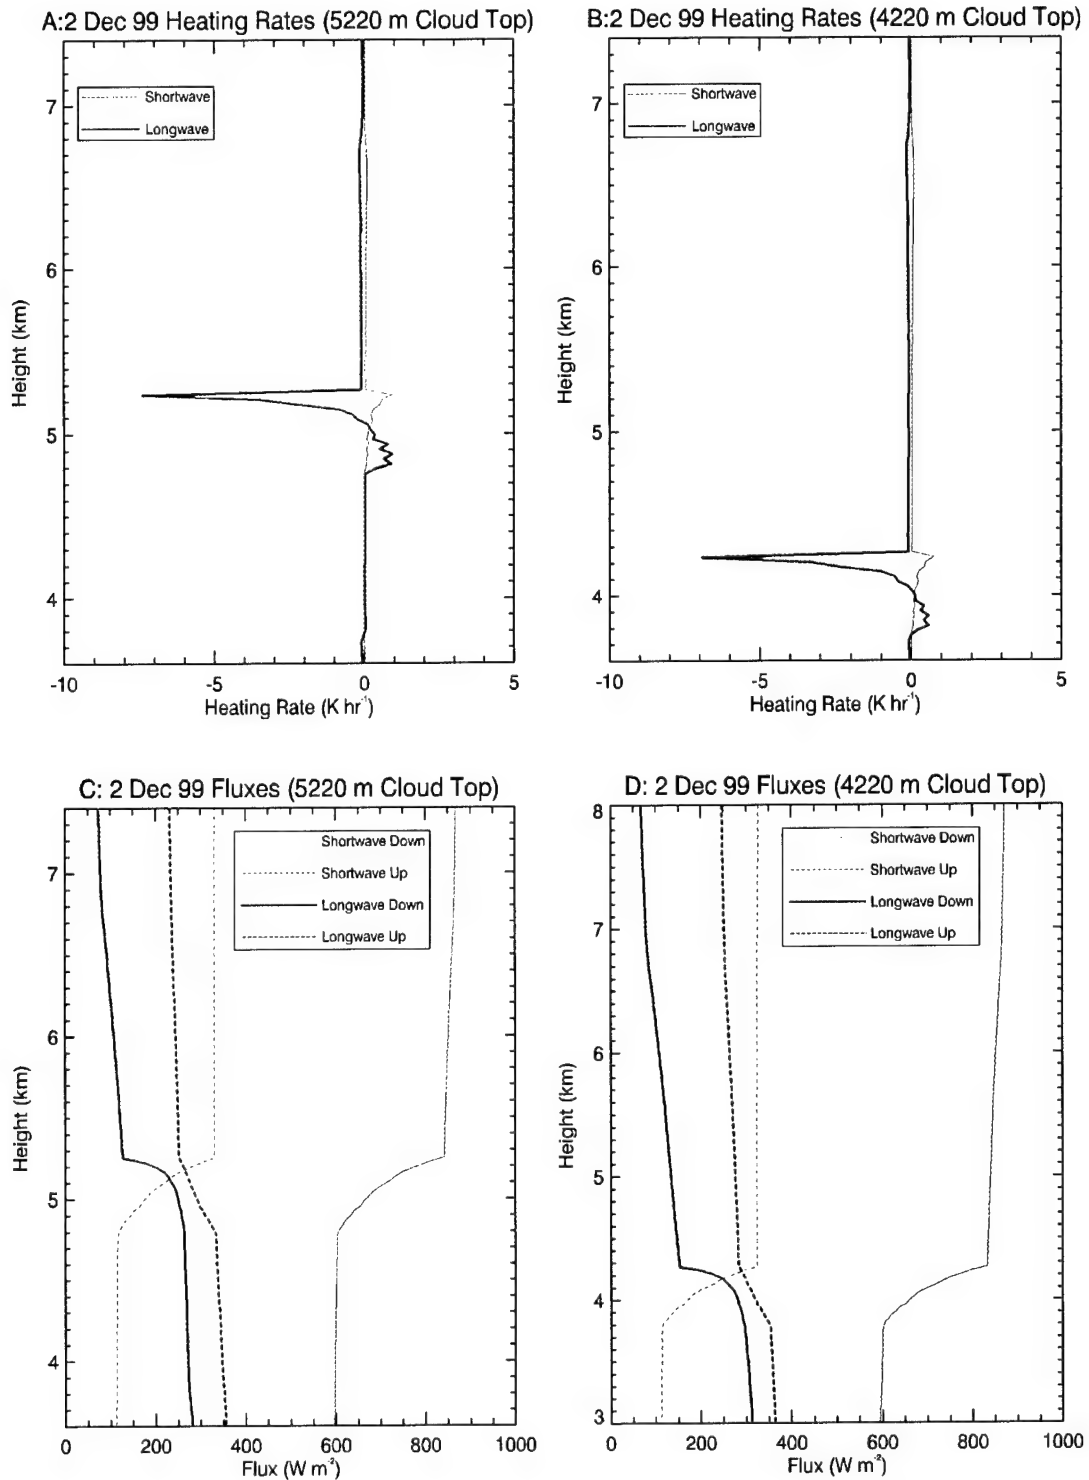 A:2 Dec 99 Heating Rates (5220 m Cloud Top)
Shortwave
Longwave
7
6
5
4
Height (km)
-10 -5 0 5
Heating Rate (K hr⁻¹)
B:2 Dec 99 Heating Rates (4220 m Cloud Top)
Shortwave
Longwave
7
6
5
4
Height (km)
-10 -5 0 5
Heating Rate (K hr⁻¹)
C: 2 Dec 99 Fluxes (5220 m Cloud Top)
Shortwave Down
Shortwave Up
Longwave Down
Longwave Up
7
6
5
4
Height (km)
0 200 400 600 800 1000
Flux (W m⁻²)
D: 2 Dec 99 Fluxes (4220 m Cloud Top)
Shortwave Down
Shortwave Up
Longwave Down
Longwave Up
8
7
6
5
4
3
Height (km)
0 200 400 600 800 1000
Flux (W m⁻²)